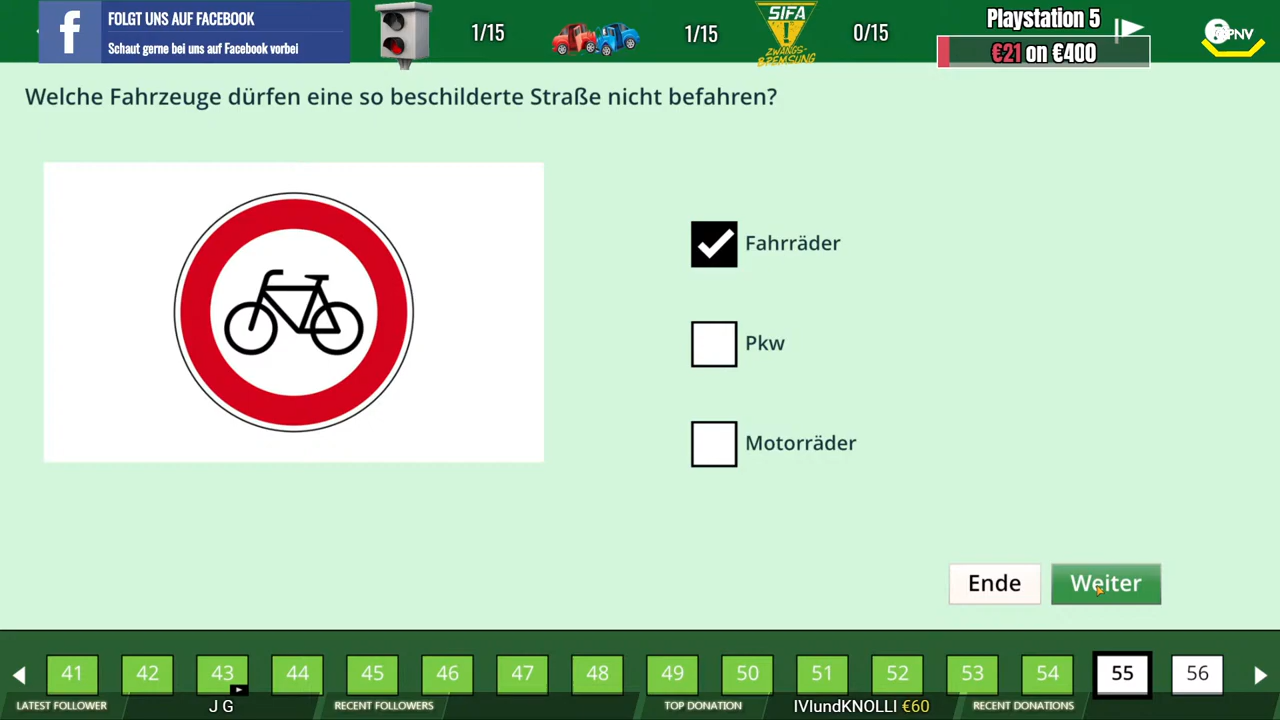 FOLGT UNS AUF FACEBOOK
Schaut gerne bei uns auf Facebook vorbei
1/15
1/15
SIFA
ZWANGS-
BREMSUNG
0/15
Playstation 5
€21 on €400
ÖPNV
Welche Fahrzeuge dürfen eine so beschilderte Straße nicht befahren?
Fahrräder
Pkw
Motorräder
Ende
Weiter
41 42 43 44 45 46 47 48 49 50 51 52 53 54 55 56
LATEST FOLLOWER
J G
RECENT FOLLOWERS
TOP DONATION
IVlundKNOLLI €60
RECENT DONATIONS